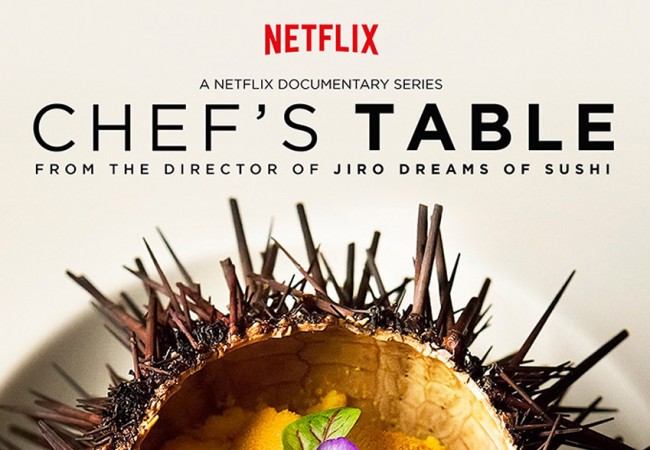 NETFLIX
A NETFLIX DOCUMENTARY SERIES
CHEF'S TABLE
FROM THE DIRECTOR OF JIRO DREAMS OF SUSHI